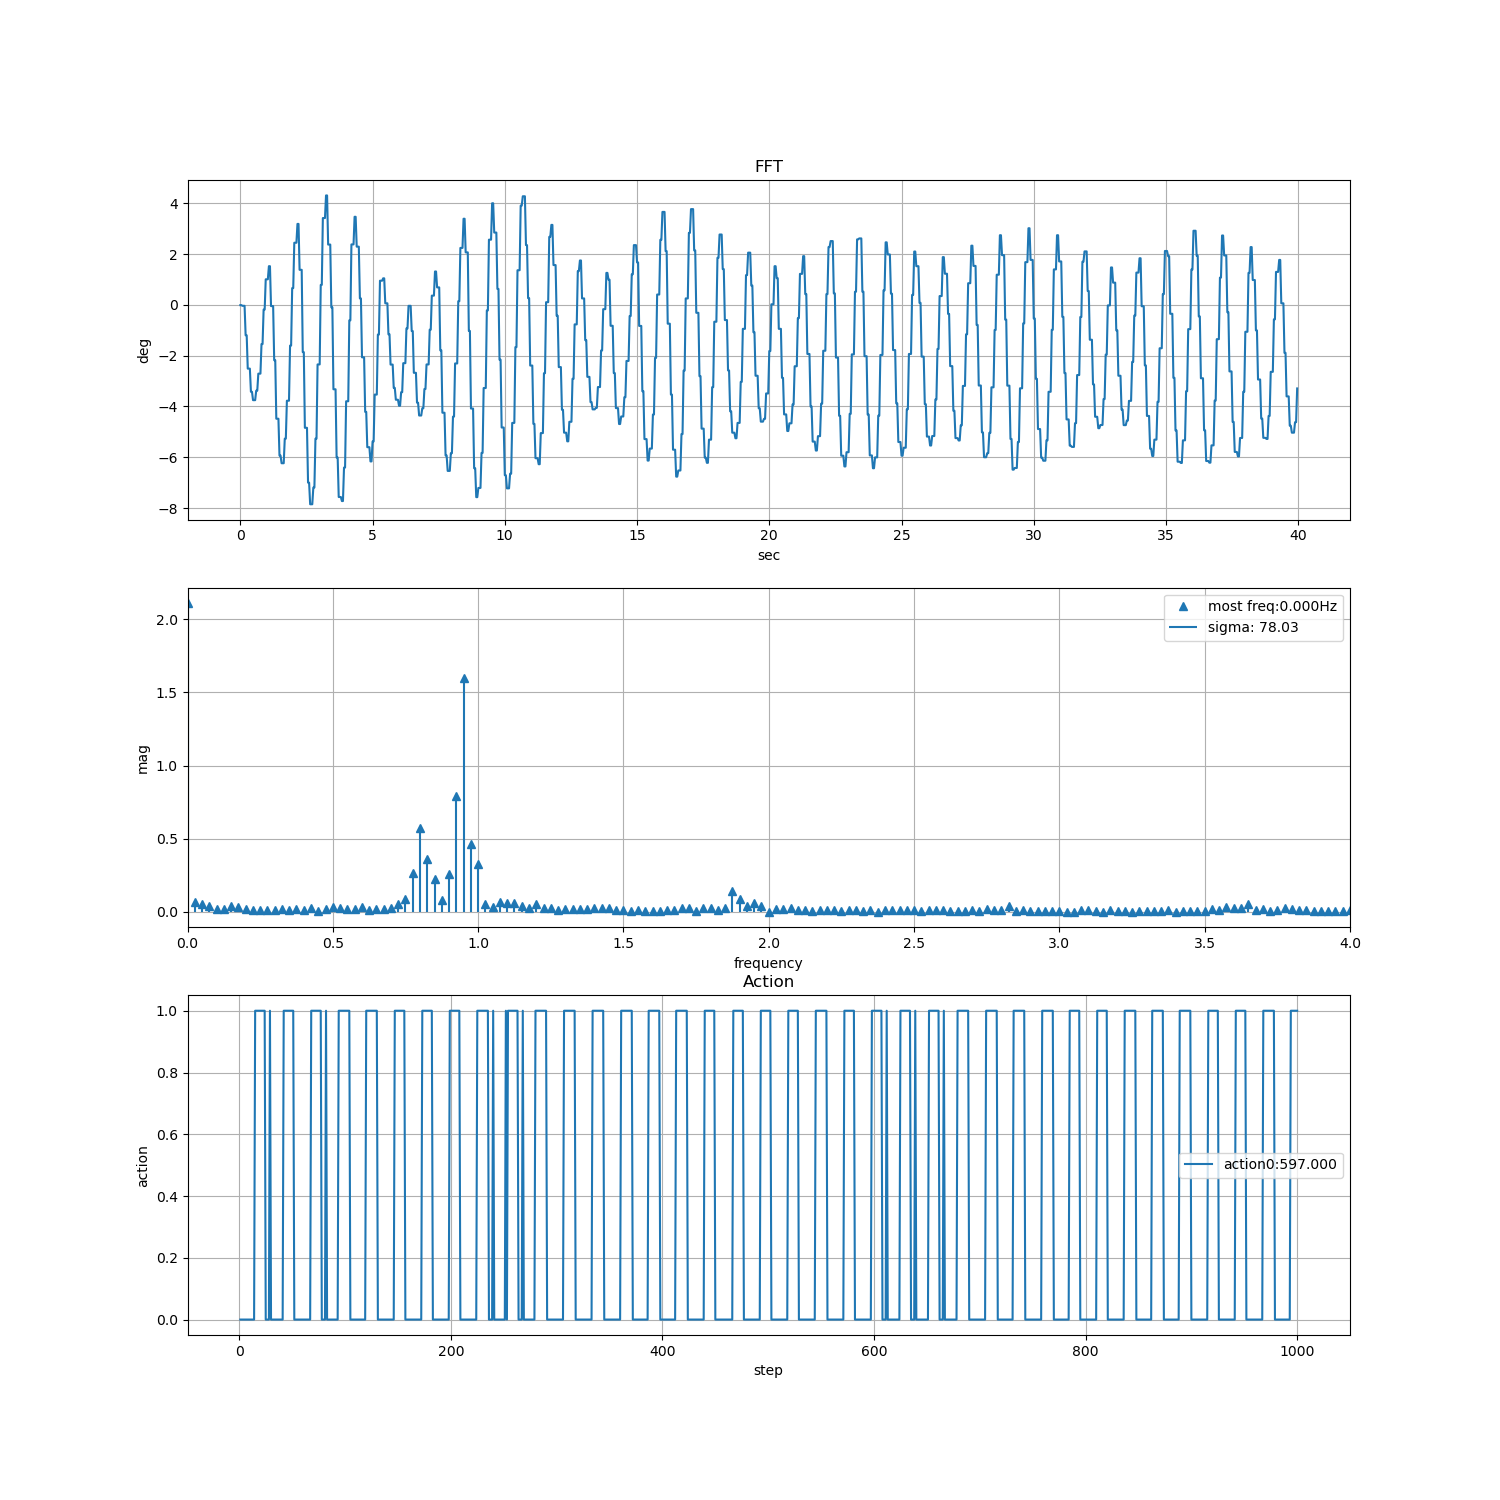 FFT
4
2
0
−2
−4
−6
−8
deg
0 5 10 15 20 25 30 35 40
sec
2.0
1.5
1.0
0.5
0.0
mag
most freq:0.000Hz
sigma: 78.03
0.0 0.5 1.0 1.5 2.0 2.5 3.0 3.5 4.0
frequency
Action
1.0
0.8
0.6
0.4
0.2
0.0
action
action0:597.000
0 200 400 600 800 1000
step